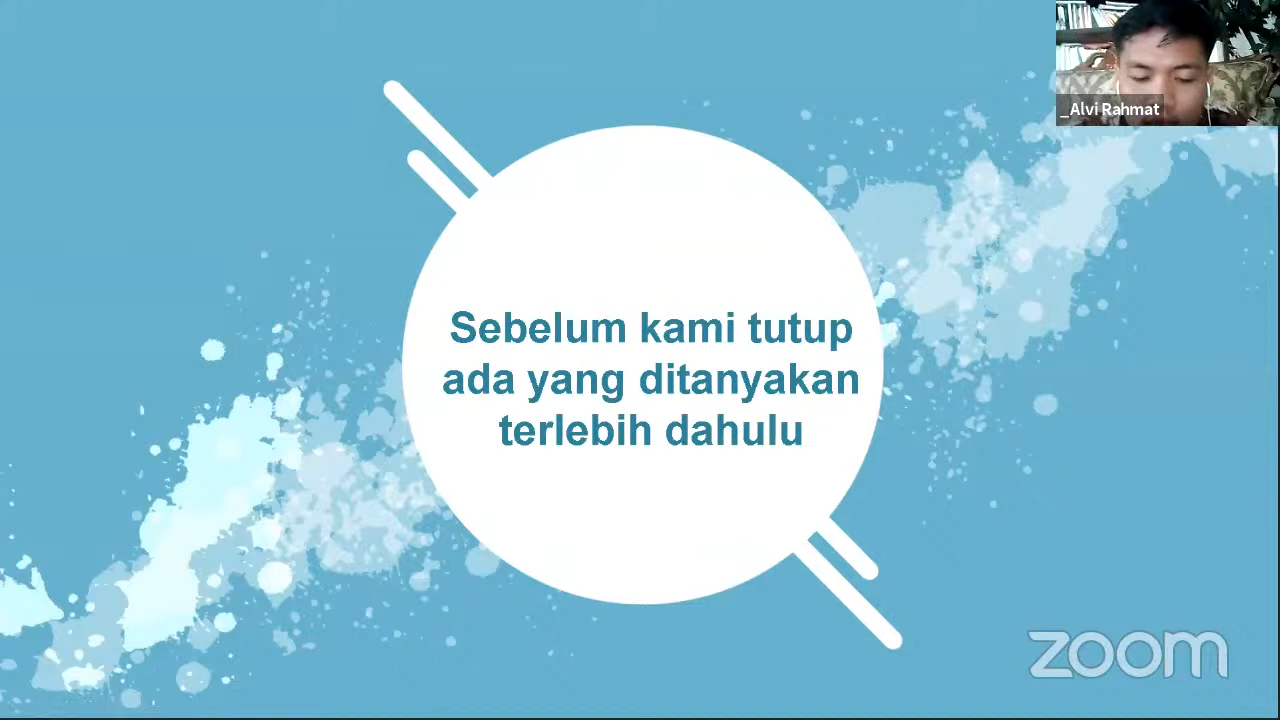 _Alvi Rahmat
Sebelum kami tutup
ada yang ditanyakan
terlebih dahulu
zoom